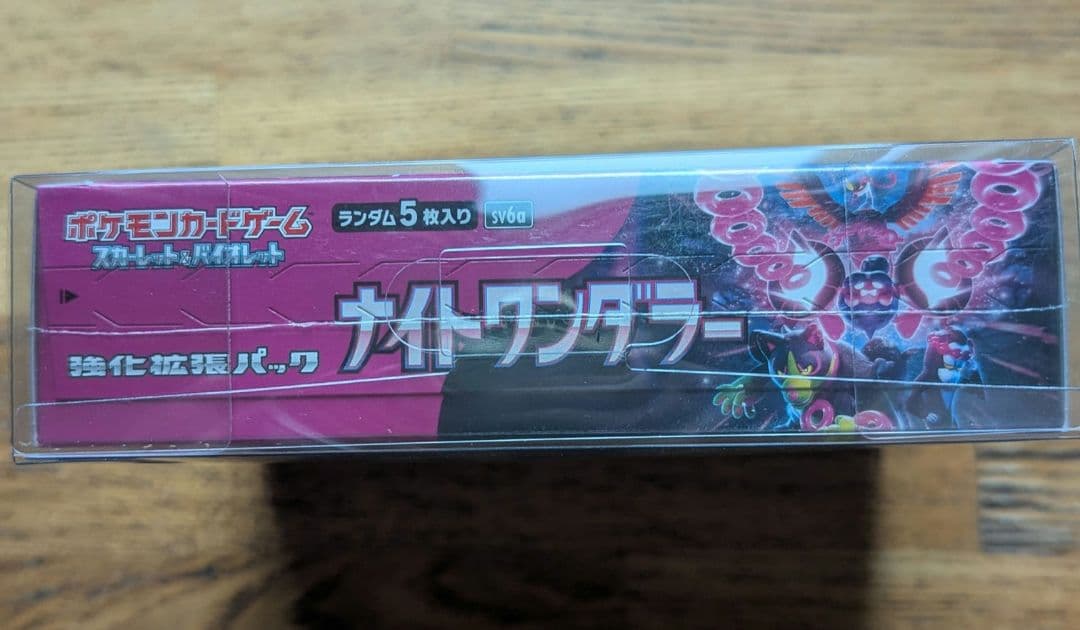 ポケモンカードゲーム
スカーレット&バイオレット
ランダム5枚入り
SV6a
ナイトワンダラー
強化拡張パック